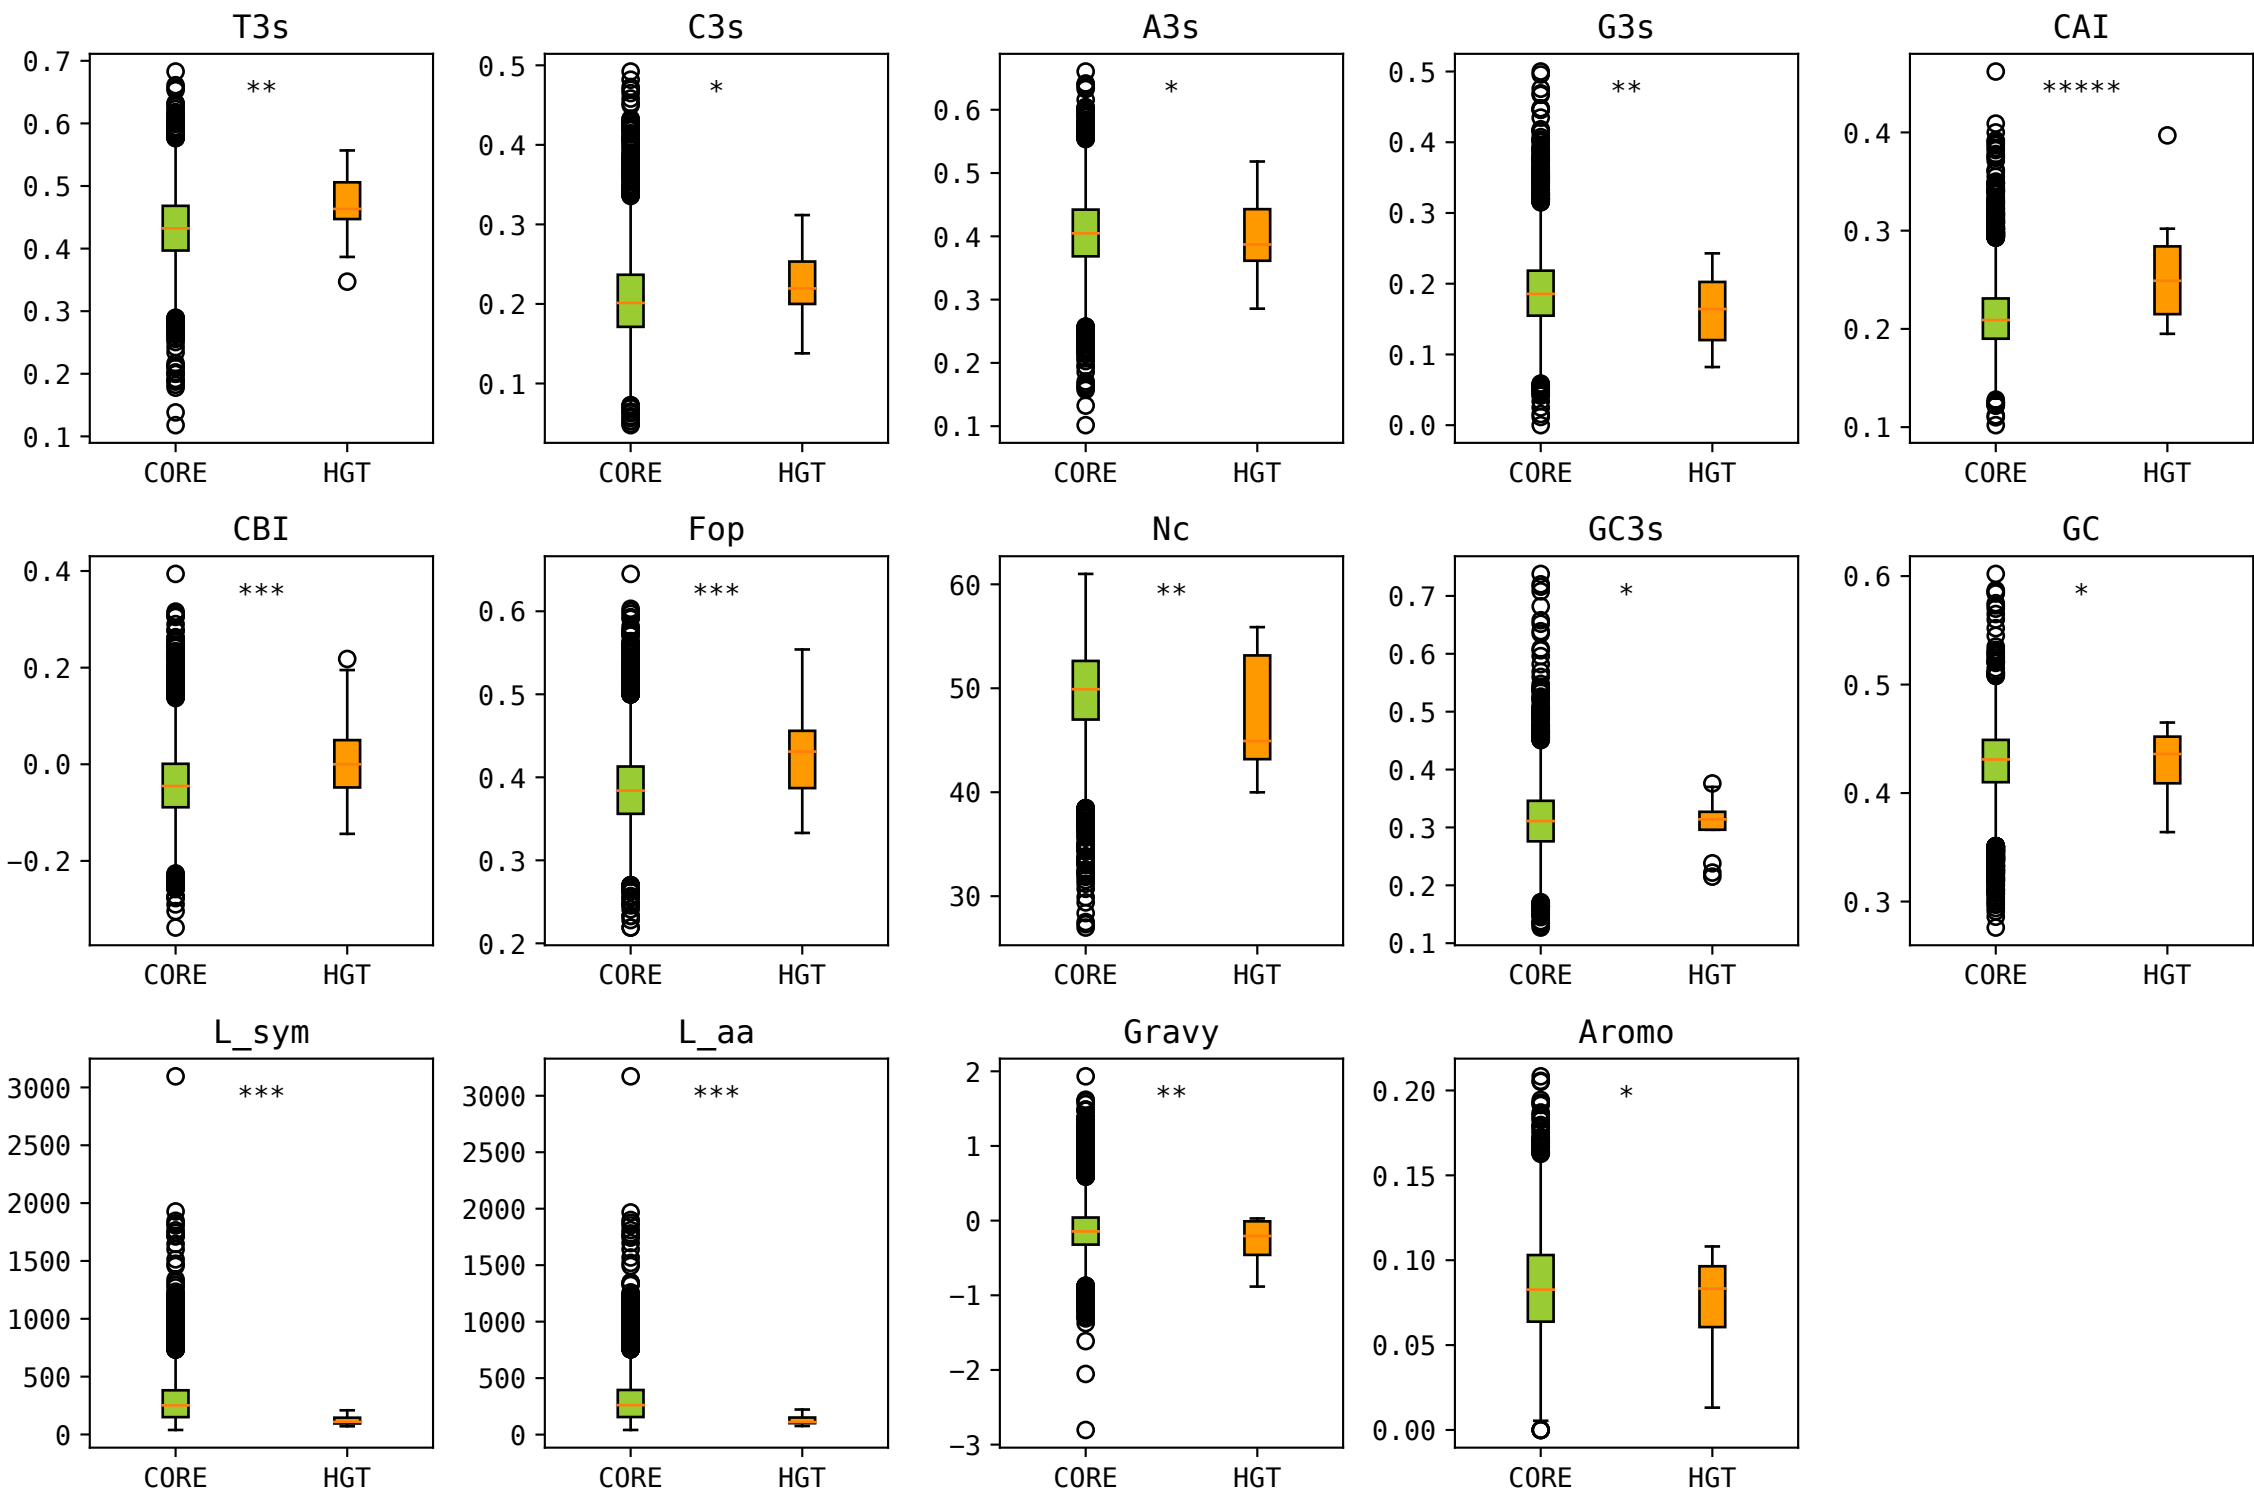 T3s
C3s
A3s
G3s
CAI
0.7
0.6
0.5
0.4
0.3
0.2
0.1
**
CORE
HGT
0.5
0.4
0.3
0.2
0.1
*
CORE
HGT
0.6
0.5
0.4
0.3
0.2
0.1
*
CORE
HGT
0.5
0.4
0.3
0.2
0.1
0.0
**
CORE
HGT
0.4
0.3
0.2
0.1
*****
CORE
HGT
CBI
Fop
Nc
GC3s
GC
0.4
0.2
0.0
−0.2
***
CORE
HGT
0.6
0.5
0.4
0.3
0.2
***
CORE
HGT
60
50
40
30
**
CORE
HGT
0.7
0.6
0.5
0.4
0.3
0.2
0.1
*
CORE
HGT
0.6
0.5
0.4
0.3
*
CORE
HGT
L_sym
L_aa
Gravy
Aromo
3000
2500
2000
1500
1000
500
0
***
CORE
HGT
3000
2500
2000
1500
1000
500
0
***
CORE
HGT
2
1
0
−1
−2
−3
**
CORE
HGT
0.20
0.15
0.10
0.05
0.00
*
CORE
HGT